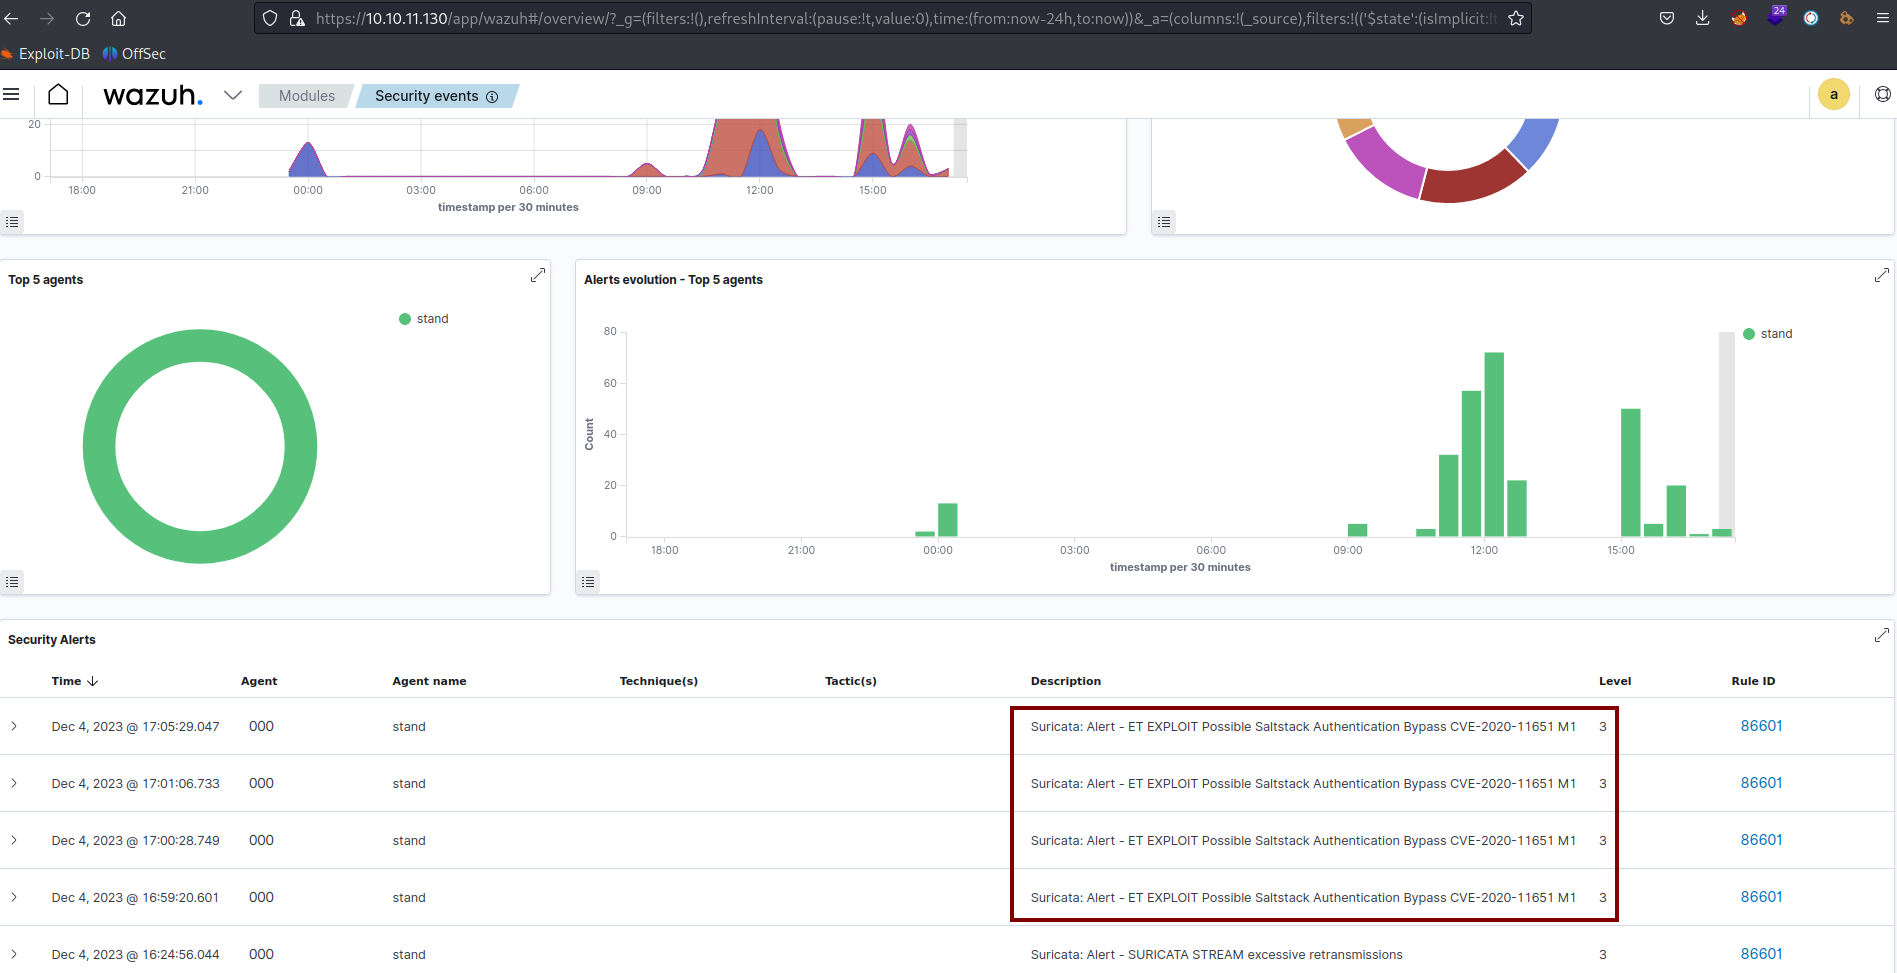 https://10.10.11.130/app/wazuh#/overview/?_g=(filters:!(),refreshInterval:(pause:!t,value:0),time:(from:now-24h,to:now))&_a=(columns:!(_source),filters:!(('$state':(isImplicit:!t
24
Exploit-DB OffSec
wazuh. Modules Security events a
20
0
18:00 21:00 00:00 03:00 06:00 09:00 12:00 15:00
timestamp per 30 minutes
Top 5 agents
stand
Alerts evolution - Top 5 agents
stand
80
60
40
20
0
Count
18:00 21:00 00:00 03:00 06:00 09:00 12:00 15:00
timestamp per 30 minutes
Security Alerts
Time Agent Agent name Technique(s) Tactic(s) Description Level Rule ID
Dec 4, 2023 @ 17:05:29.047 000 stand Suricata: Alert - ET EXPLOIT Possible Saltstack Authentication Bypass CVE-2020-11651 M1 3 86601
Dec 4, 2023 @ 17:01:06.733 000 stand Suricata: Alert - ET EXPLOIT Possible Saltstack Authentication Bypass CVE-2020-11651 M1 3 86601
Dec 4, 2023 @ 17:00:28.749 000 stand Suricata: Alert - ET EXPLOIT Possible Saltstack Authentication Bypass CVE-2020-11651 M1 3 86601
Dec 4, 2023 @ 16:59:20.601 000 stand Suricata: Alert - ET EXPLOIT Possible Saltstack Authentication Bypass CVE-2020-11651 M1 3 86601
Dec 4, 2023 @ 16:24:56.044 000 stand Suricata: Alert - SURICATA STREAM excessive retransmissions 3 86601